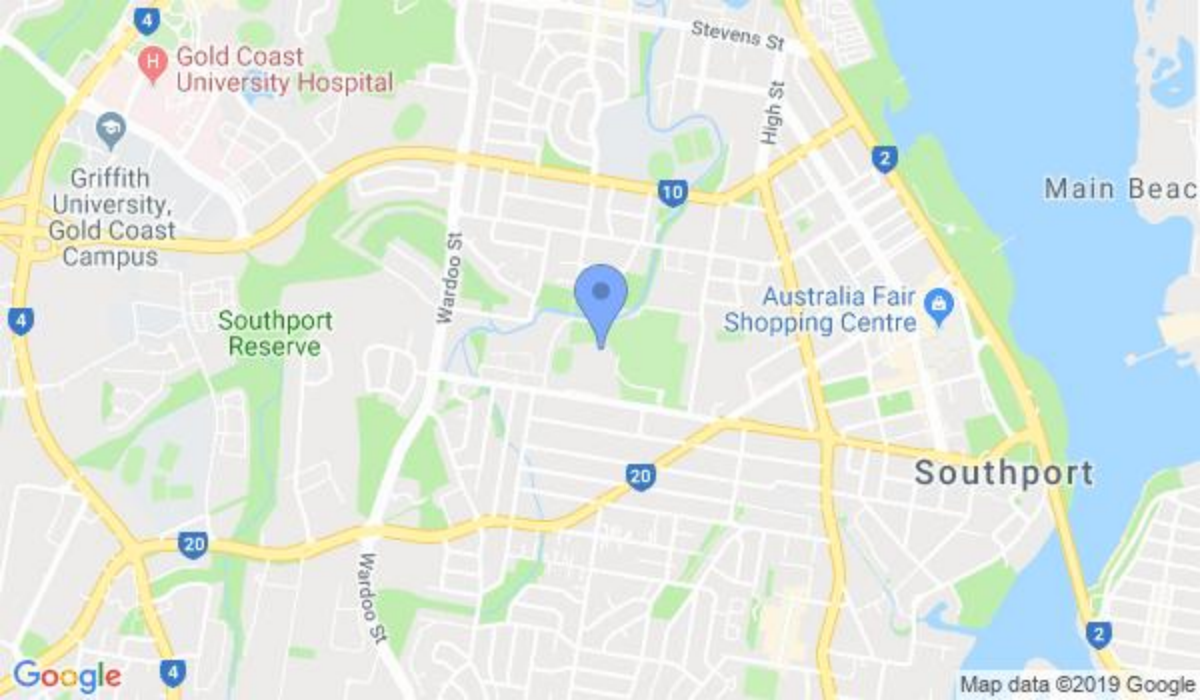 4
Stevens St
Gold Coast
University Hospital
H
High St
2
Griffith
University,
Gold Coast
Campus
10
Main Beac
Wardoo St
Australia Fair
Shopping Centre
4
Southport
Reserve
Southport
20
20
Wardoo St
2
4
Google
Map data ©2019 Google